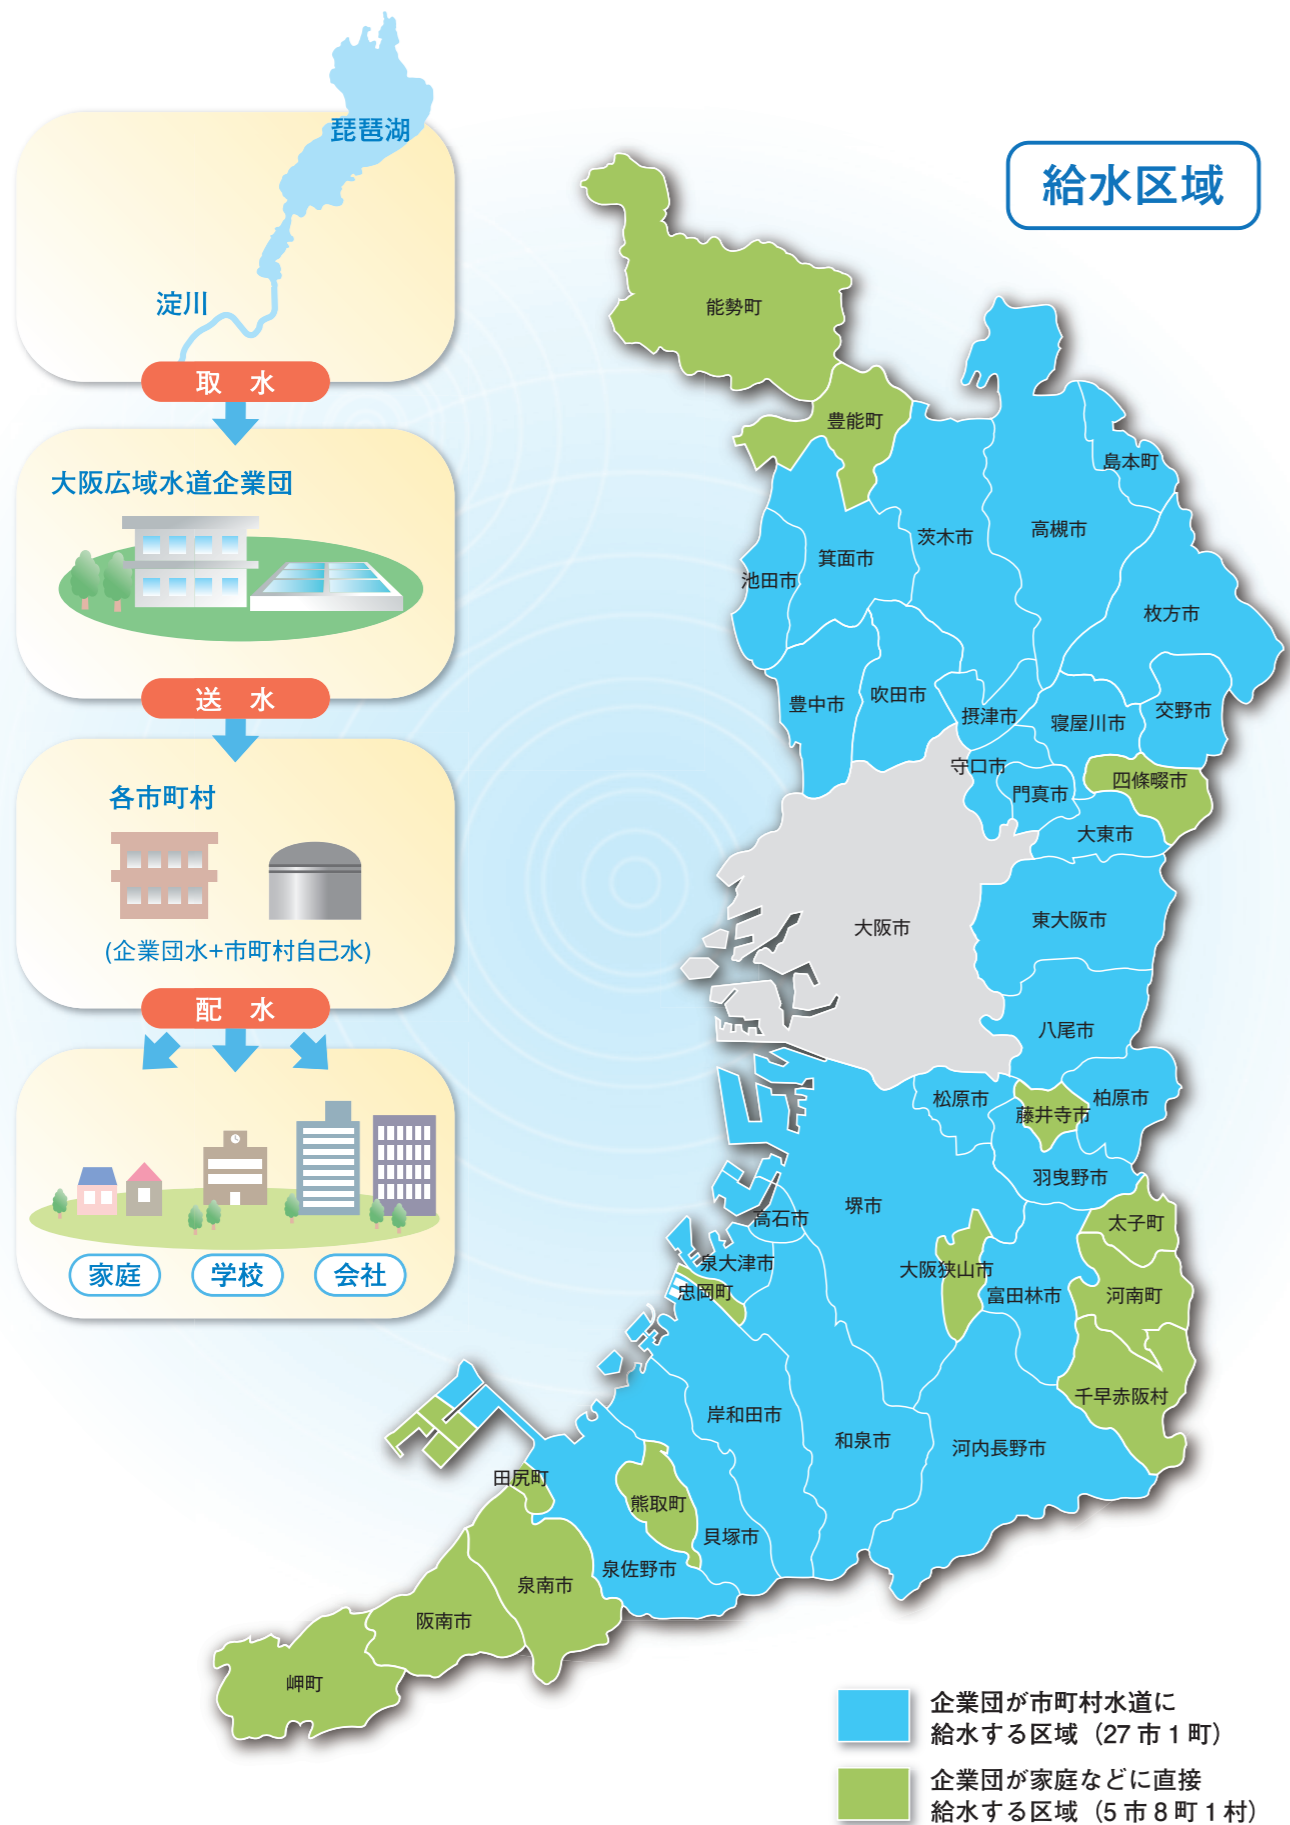 給水区域
琵琶湖
淀川
取 水
大阪広域水道企業団
送 水
各市町村
(企業団水+市町村自己水)
配 水
家庭
学校
会社
能勢町
豊能町
島本町
高槻市
茨木市
箕面市
池田市
枚方市
豊中市
吹田市
摂津市
寝屋川市
交野市
守口市
門真市
四條畷市
大東市
東大阪市
大阪市
八尾市
松原市
藤井寺市
柏原市
羽曳野市
堺市
高石市
太子町
泉大津市
大阪狭山市
忠岡町
富田林市
河南町
千早赤阪村
岸和田市
和泉市
河内長野市
田尻町
熊取町
貝塚市
泉佐野市
泉南市
阪南市
岬町
企業団が市町村水道に
給水する区域（27 市 1 町）
企業団が家庭などに直接
給水する区域（5 市 8 町 1 村）